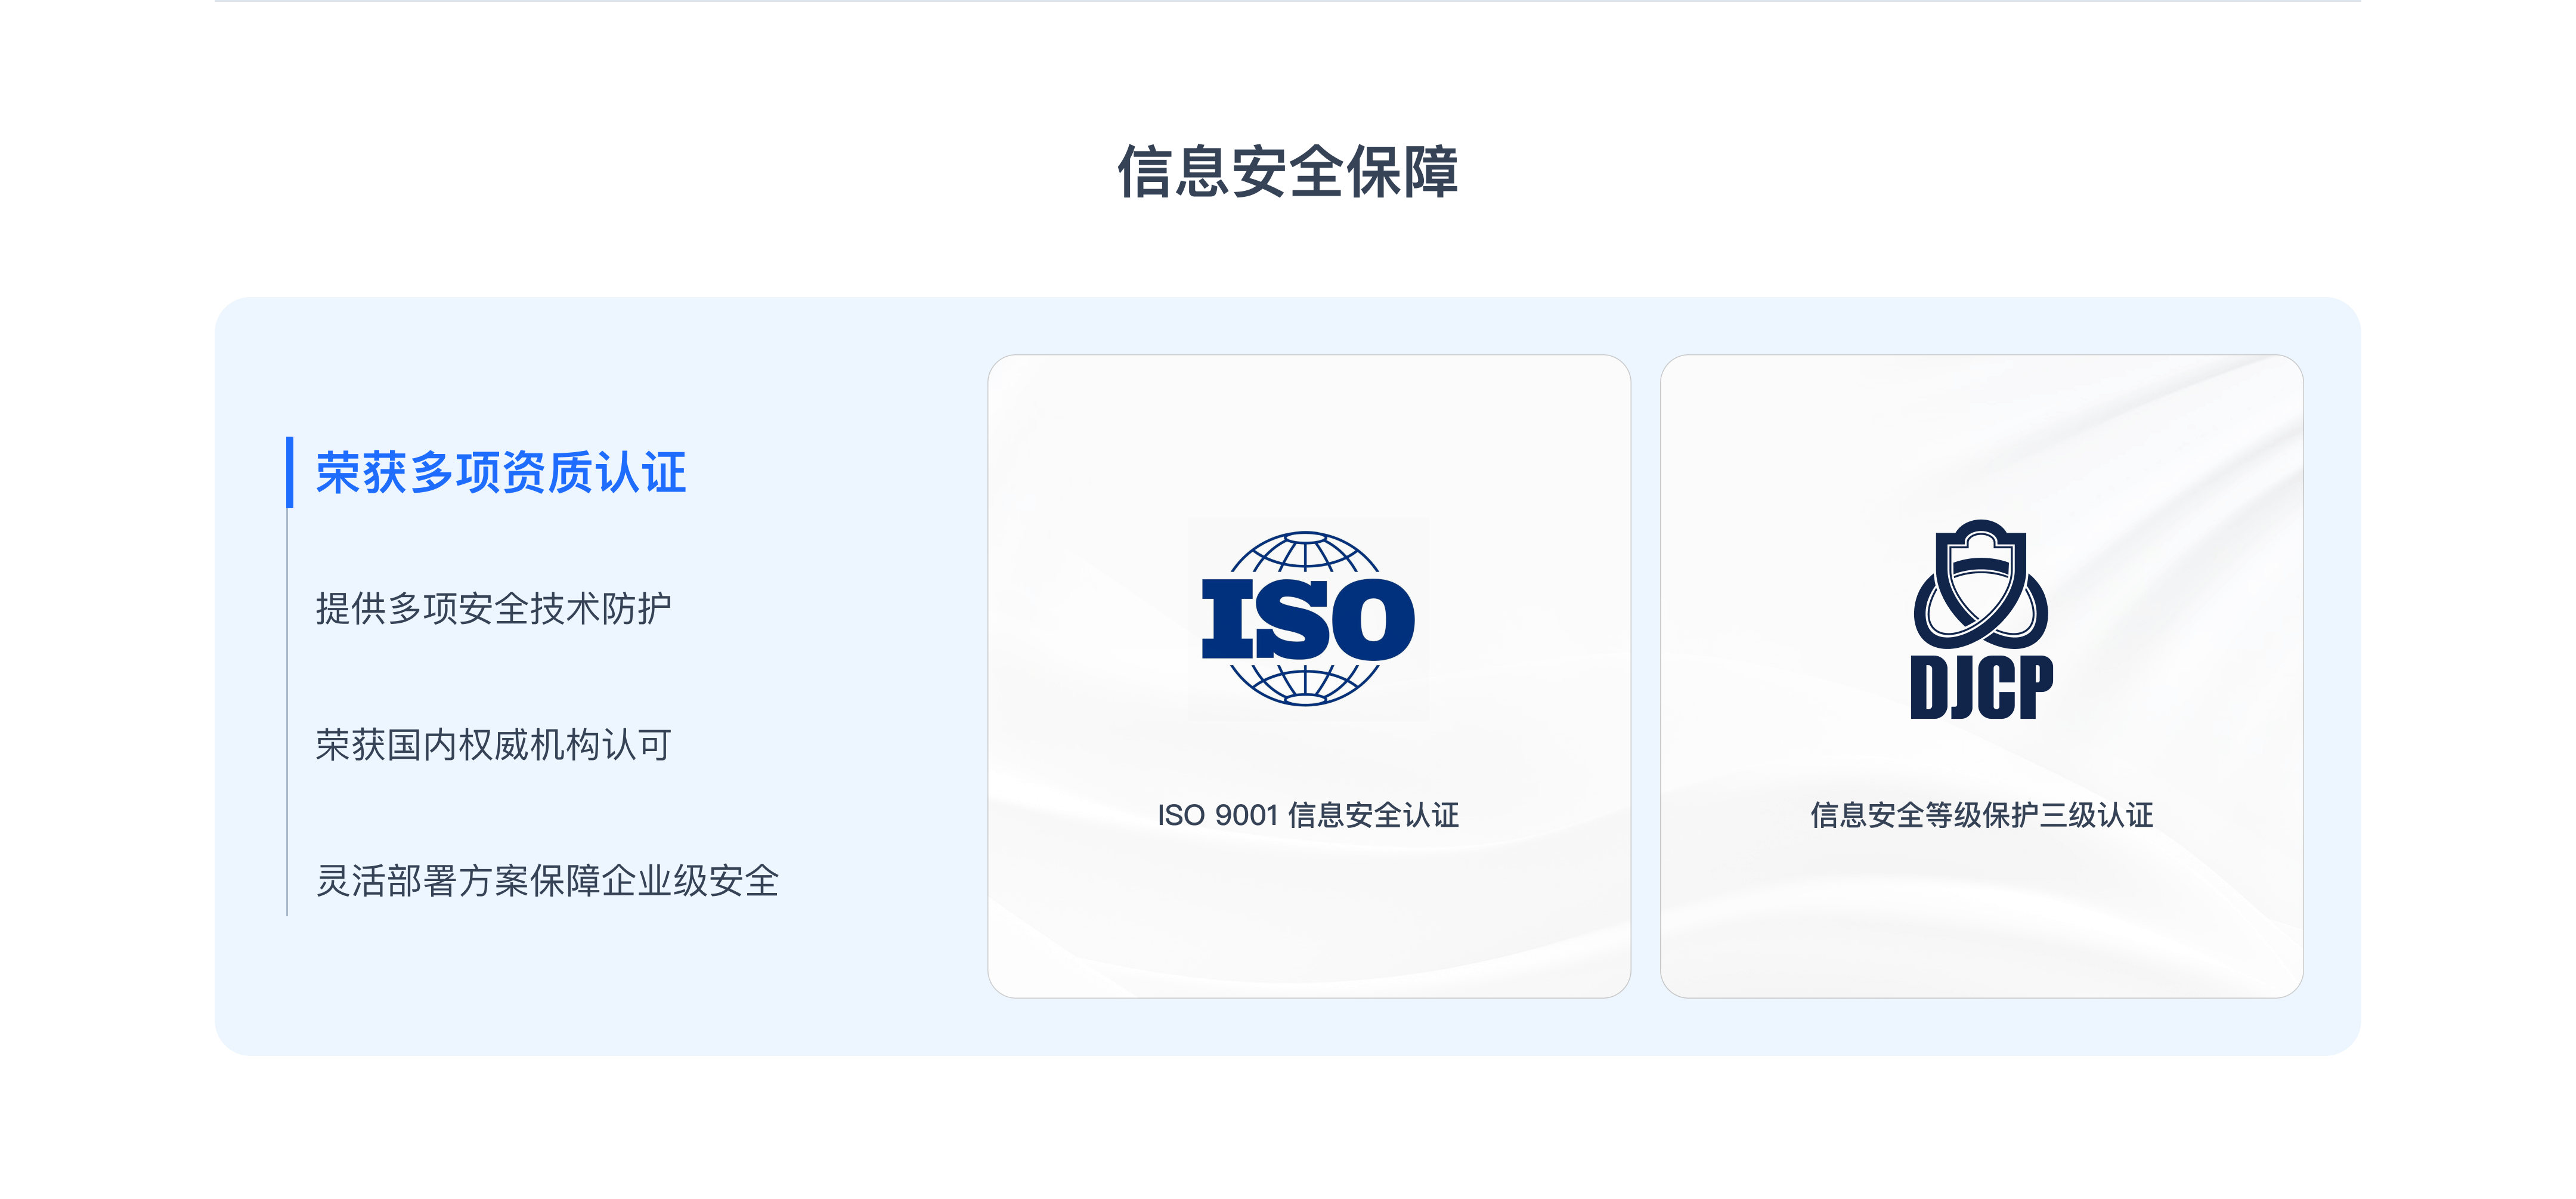 信息安全保障
荣获多项资质认证
提供多项安全技术防护
荣获国内权威机构认可
灵活部署方案保障企业级安全
ISO
ISO 9001 信息安全认证
DJCP
信息安全等级保护三级认证